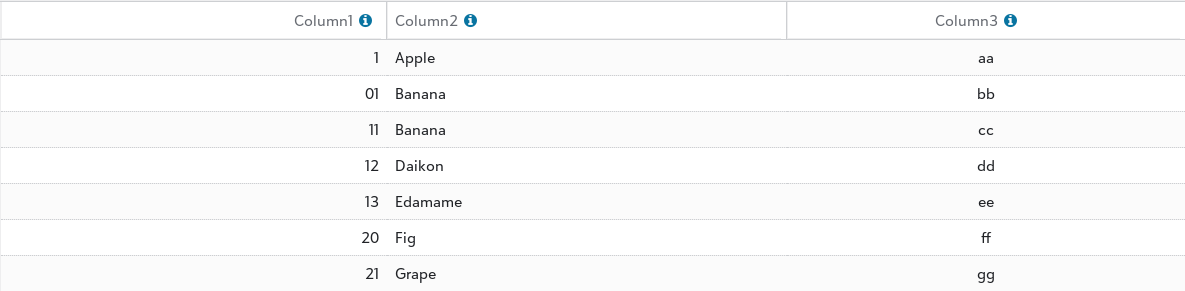 Column1 Column2 Column3
1 Apple aa
01 Banana bb
11 Banana cc
12 Daikon dd
13 Edamame ee
20 Fig ff
21 Grape gg